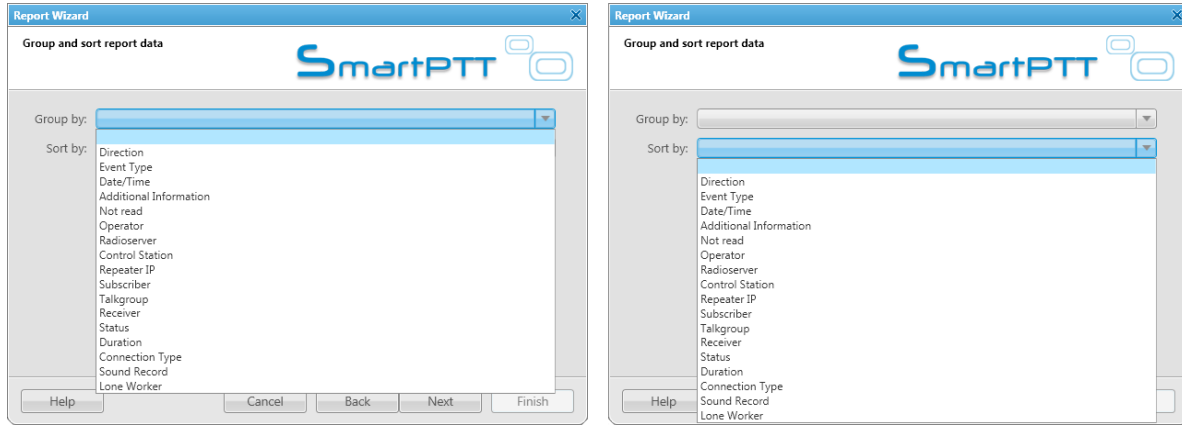 Report Wizard
Group and sort report data
SmartPTT
Group by:
Sort by:
Direction
Event Type
Date/Time
Additional Information
Not read
Operator
Radioserver
Control Station
Repeater IP
Subscriber
Talkgroup
Receiver
Status
Duration
Connection Type
Sound Record
Lone Worker
Help
Cancel
Back
Next
Finish
Report Wizard
Group and sort report data
SmartPTT
Group by:
Sort by:
Direction
Event Type
Date/Time
Additional Information
Not read
Operator
Radioserver
Control Station
Repeater IP
Subscriber
Talkgroup
Receiver
Status
Duration
Connection Type
Sound Record
Lone Worker
Help